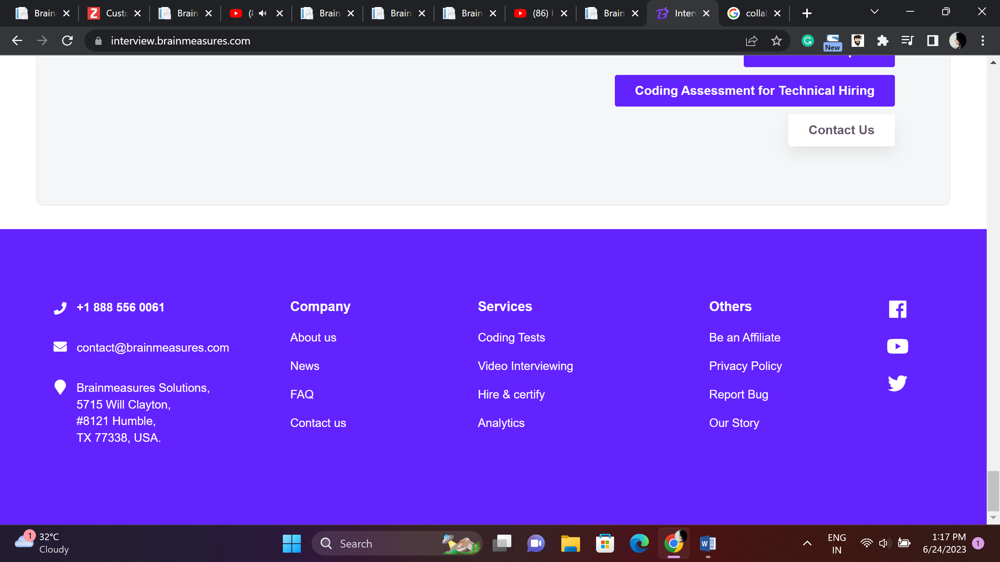 Brain
Custo
Brain
Brain
Brain
Brain
(86)
Brain
Inter
colla
interview.brainmeasures.com
New
Coding Assessment for Technical Hiring
Contact Us
+1 888 556 0061
contact@brainmeasures.com
Brainmeasures Solutions,
5715 Will Clayton,
#8121 Humble,
TX 77338, USA.
Company
About us
News
FAQ
Contact us
Services
Coding Tests
Video Interviewing
Hire & certify
Analytics
Others
Be an Affiliate
Privacy Policy
Report Bug
Our Story
1
32°C
Cloudy
Search
ENG
IN
1:17 PM
6/24/2023
1